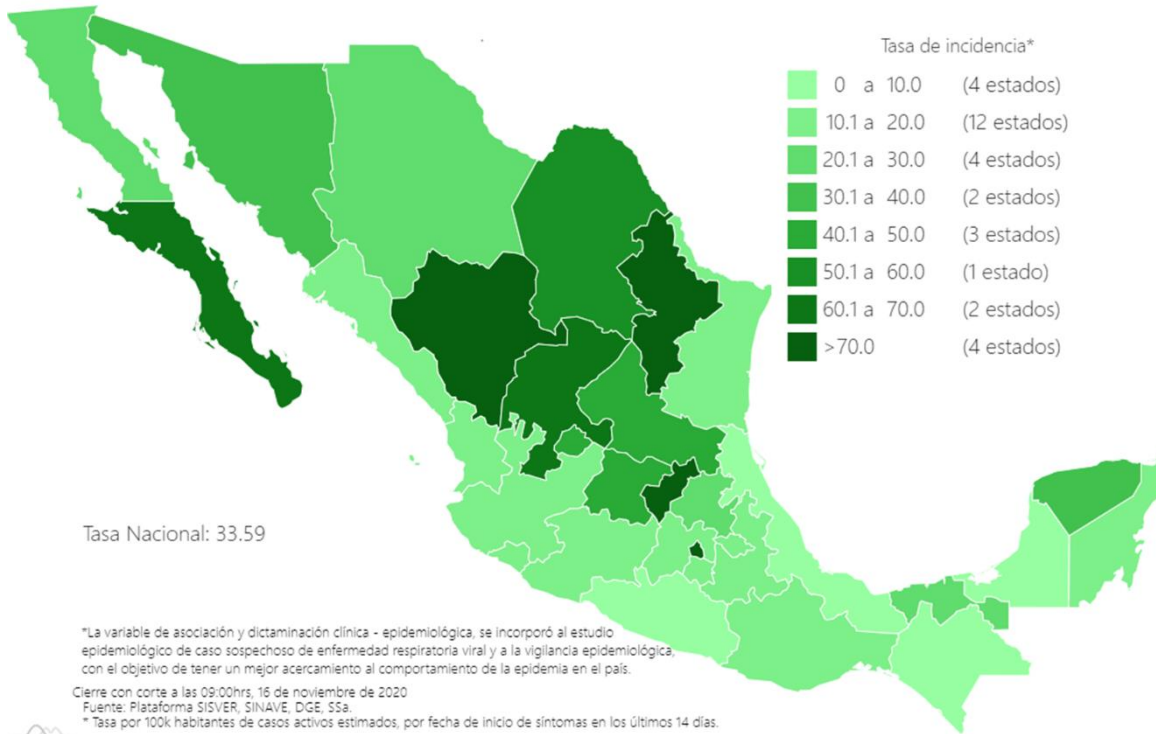 Tasa de incidencia*
0 a 10.0 (4 estados)
10.1 a 20.0 (12 estados)
20.1 a 30.0 (4 estados)
30.1 a 40.0 (2 estados)
40.1 a 50.0 (3 estados)
50.1 a 60.0 (1 estado)
60.1 a 70.0 (2 estados)
>70.0 (4 estados)
Tasa Nacional: 33.59
*La variable de asociación y dictaminación clínica - epidemiológica, se incorporó al estudio
epidemiológico de caso sospechoso de enfermedad respiratoria viral y a la vigilancia epidemiológica,
con el objetivo de tener un mejor acercamiento al comportamiento de la epidemia en el país.
Cierre con corte a las 09:00hrs, 16 de noviembre de 2020
Fuente: Plataforma SISVER, SINAVE, DGE, SSa.
* Tasa por 100k habitantes de casos activos estimados, por fecha de inicio de síntomas en los últimos 14 días.